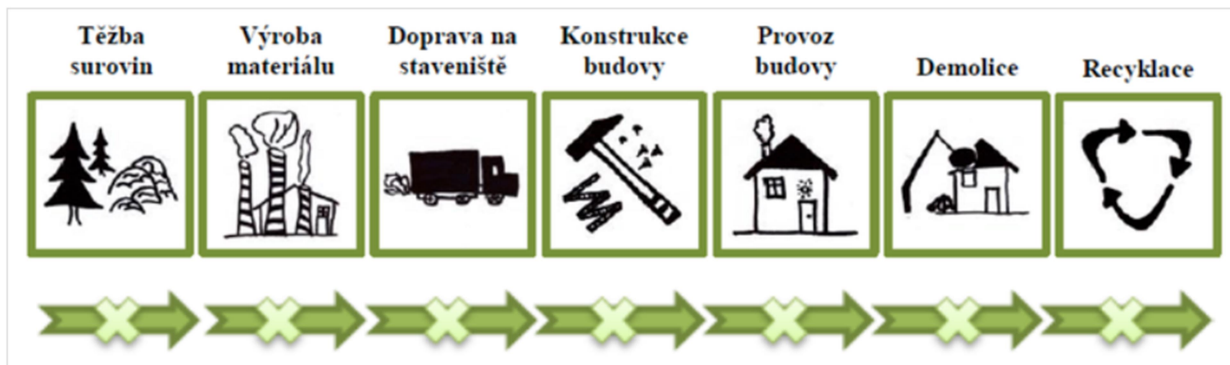 Těžba
surovin
Výroba
materiálu
Doprava na
staveniště
Konstrukce
budovy
Provoz
budovy
Demolice
Recyklace